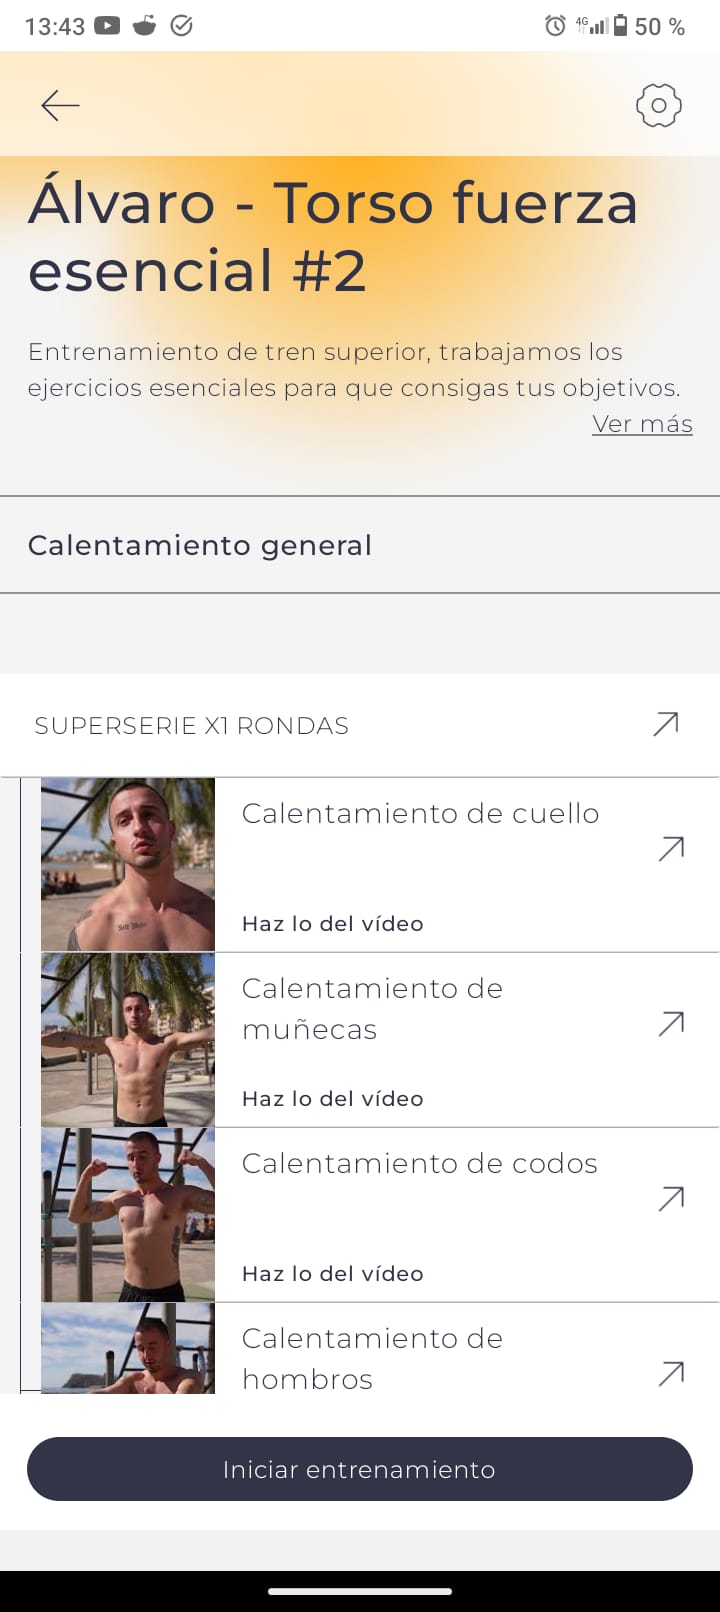 13:43
4G
50 %
Álvaro - Torso fuerza
esencial #2
Entrenamiento de tren superior, trabajamos los
ejercicios esenciales para que consigas tus objetivos.
Ver más
Calentamiento general
SUPERSERIE X1 RONDAS
Calentamiento de cuello
Haz lo del vídeo
Calentamiento de
muñecas
Haz lo del vídeo
Calentamiento de codos
Haz lo del vídeo
Calentamiento de
hombros
Iniciar entrenamiento